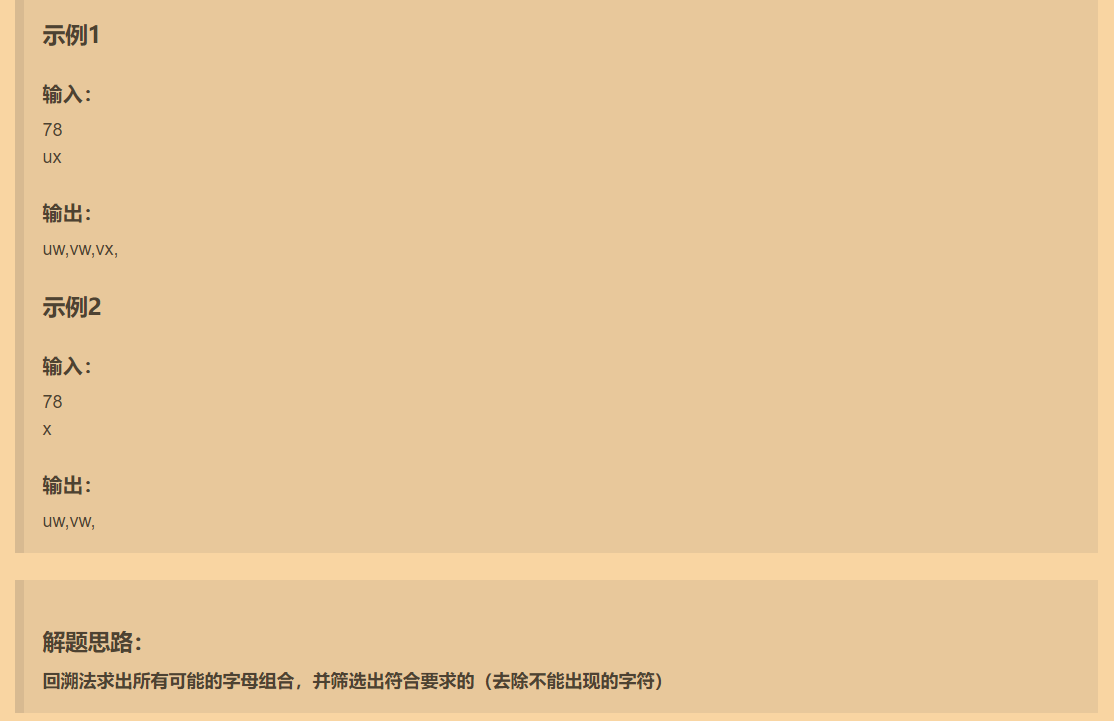 示例1
输入：
78
ux
输出：
uw,vw,vx,
示例2
输入：
78
x
输出：
uw,vw,
解题思路：
回溯法求出所有可能的字母组合，并筛选出符合要求的（去除不能出现的字符）